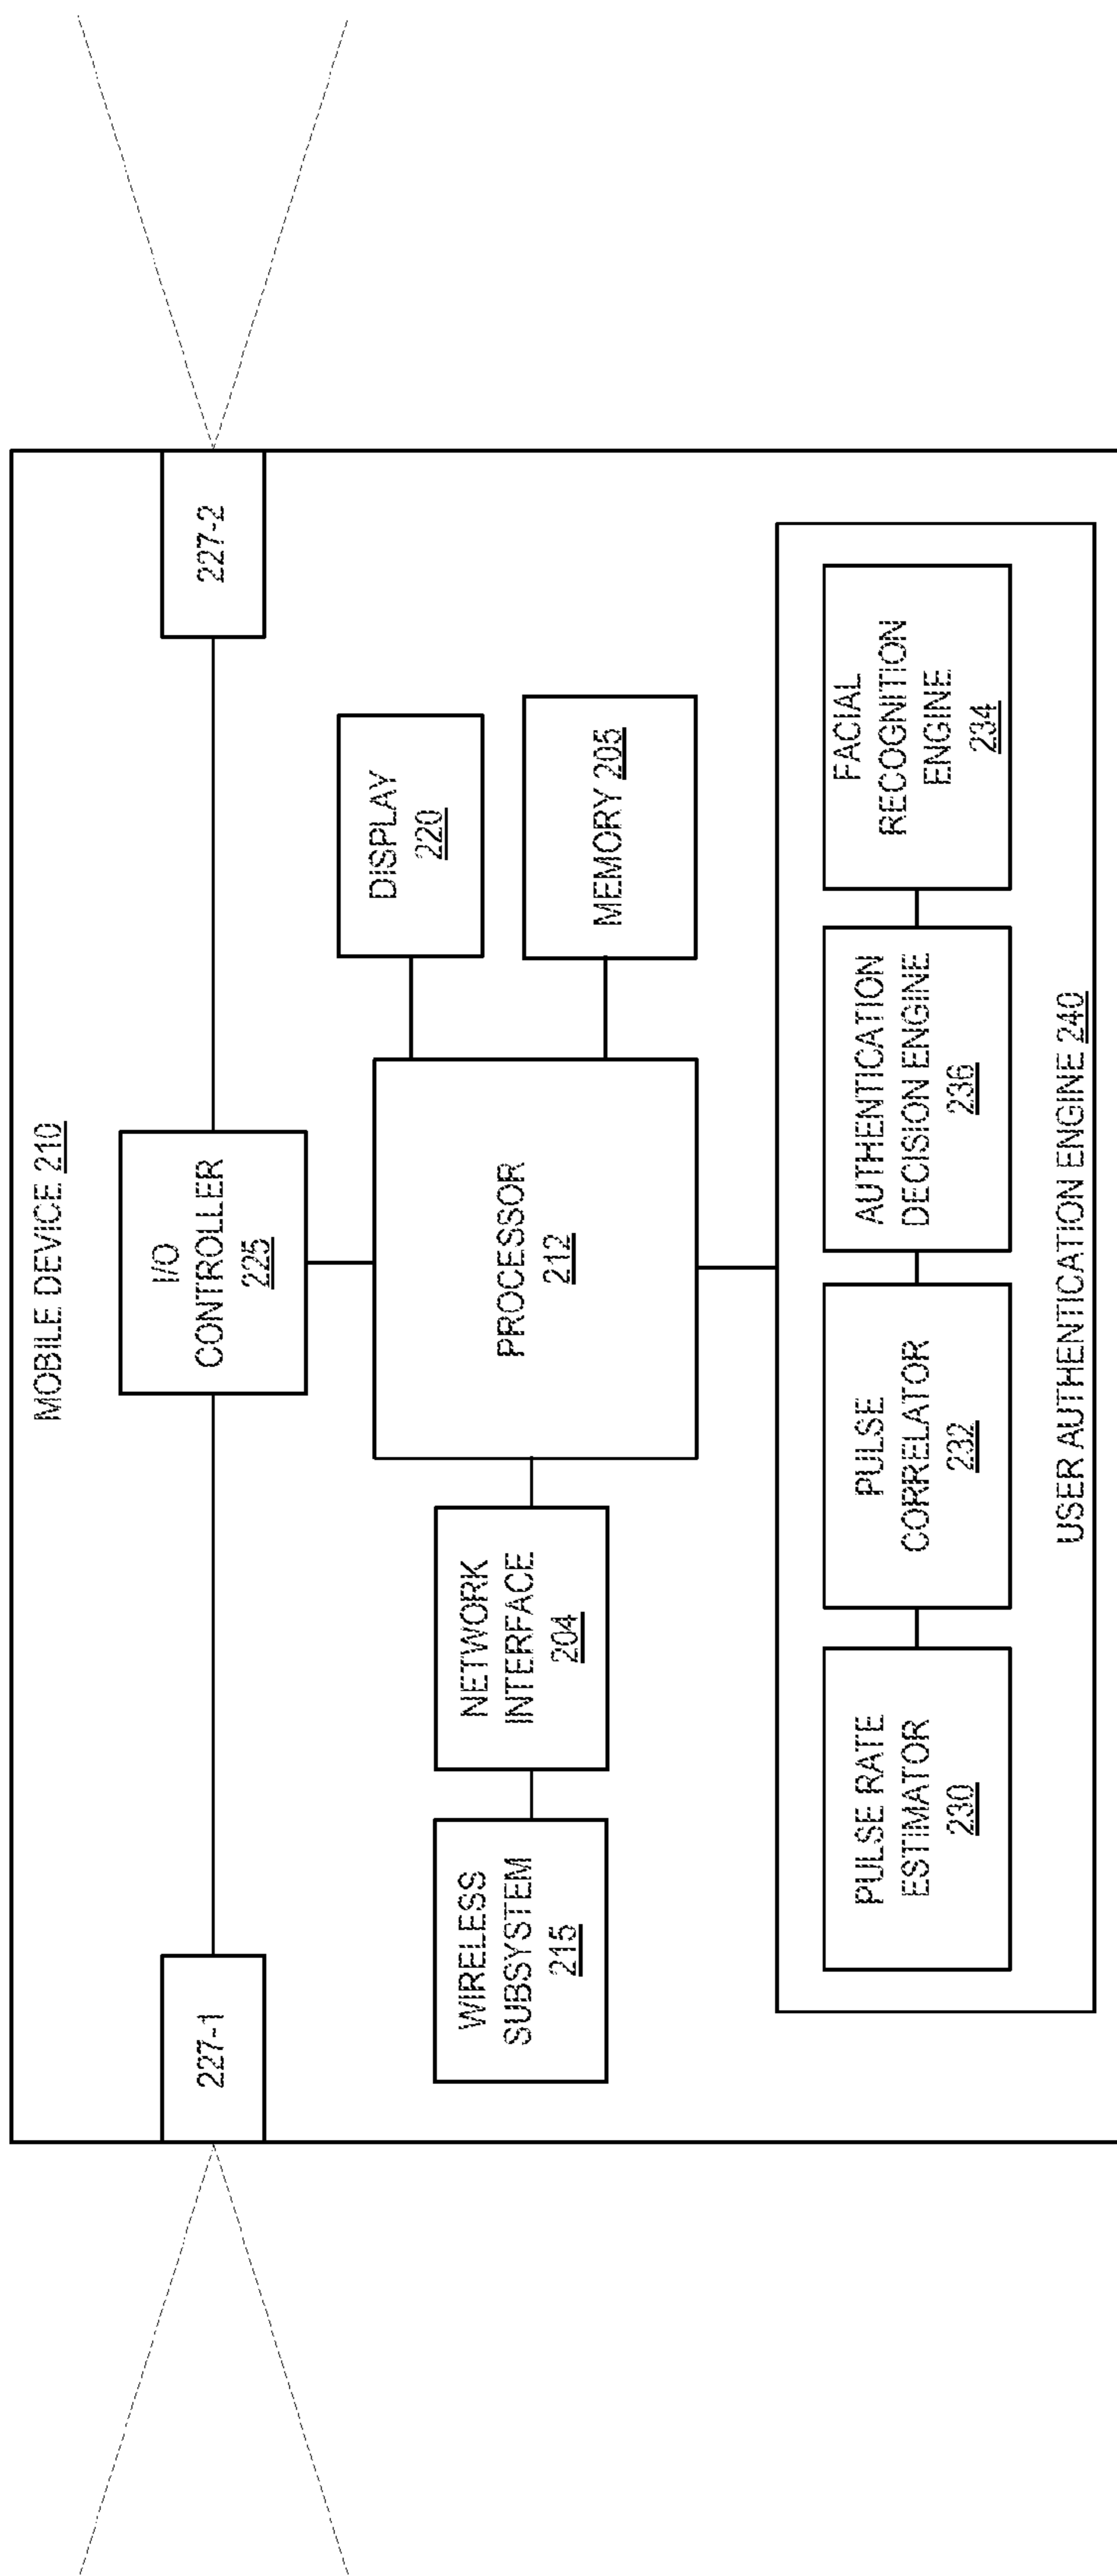 MOBILE DEVICE 210
227-1
I/O
CONTROLLER
225
227-2
WIRELESS
SUBSYSTEM
215
NETWORK
INTERFACE
204
PROCESSOR
212
DISPLAY
220
MEMORY 205
PULSE RATE
ESTIMATOR
230
PULSE
CORRELATOR
232
AUTHENTICATION
DECISION ENGINE
236
FACIAL
RECOGNITION
ENGINE
234
USER AUTHENTICATION ENGINE 240